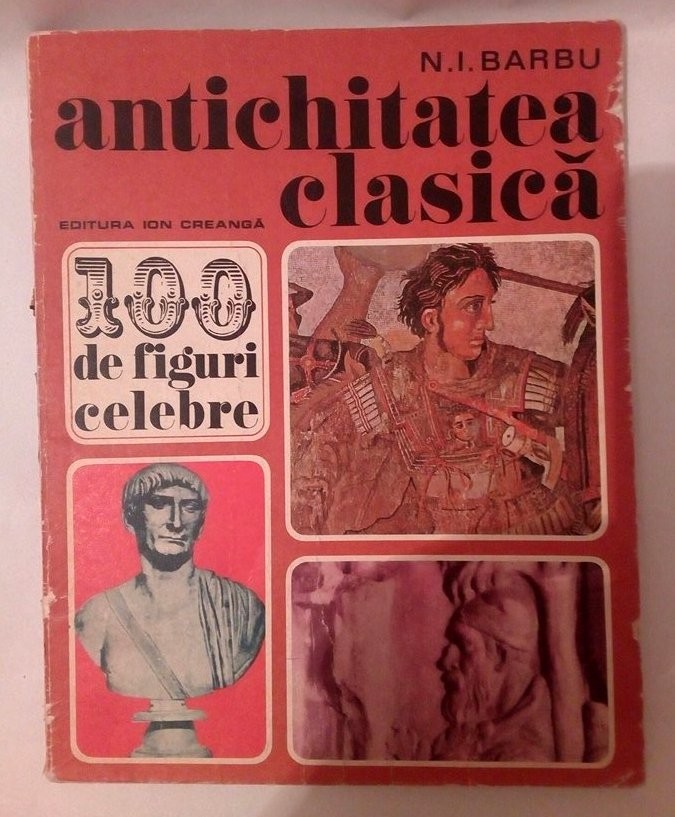 N.I.BARBU
antichitatea
clasică
EDITURA ION CREANGĂ
100
de figuri
celebre